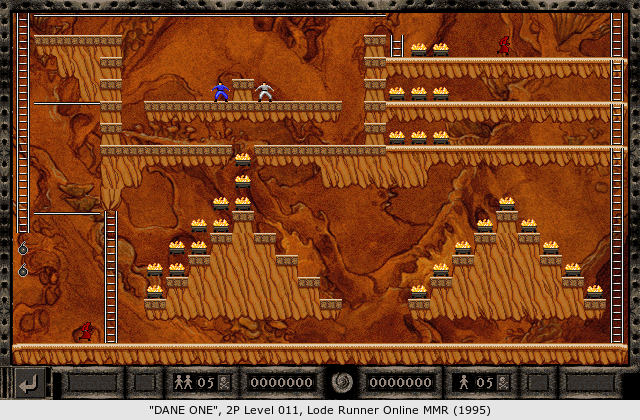 05 0000000 0000000 05
"DANE ONE", 2P Level 011, Lode Runner Online MMR (1995)